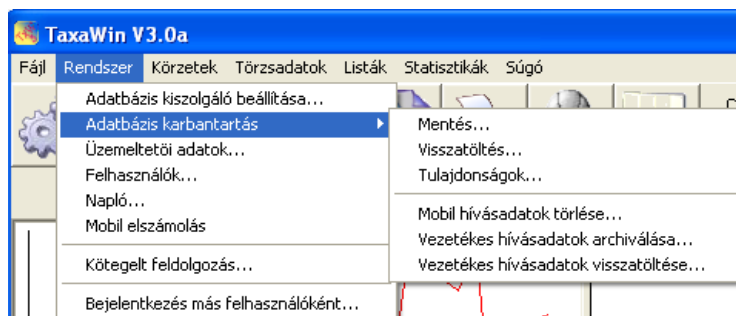 TaxaWin V3.0a
Fájl Rendszer Körzetek Törzsadatok Listák Statisztikák Súgó
Adatbázis kiszolgáló beállítása...
Adatbázis karbantartás
Üzemeltetöi adatok...
Felhasználók...
Napló...
Mobil elszámolás
Kötegelt feldolgozás...
Bejelentkezés más felhasználóként...
Mentés...
Visszatöltés...
Tulajdonságok...
Mobil hívásadatok törlése...
Vezetékes hívásadatok archiválása...
Vezetékes hívásadatok visszatöltése...